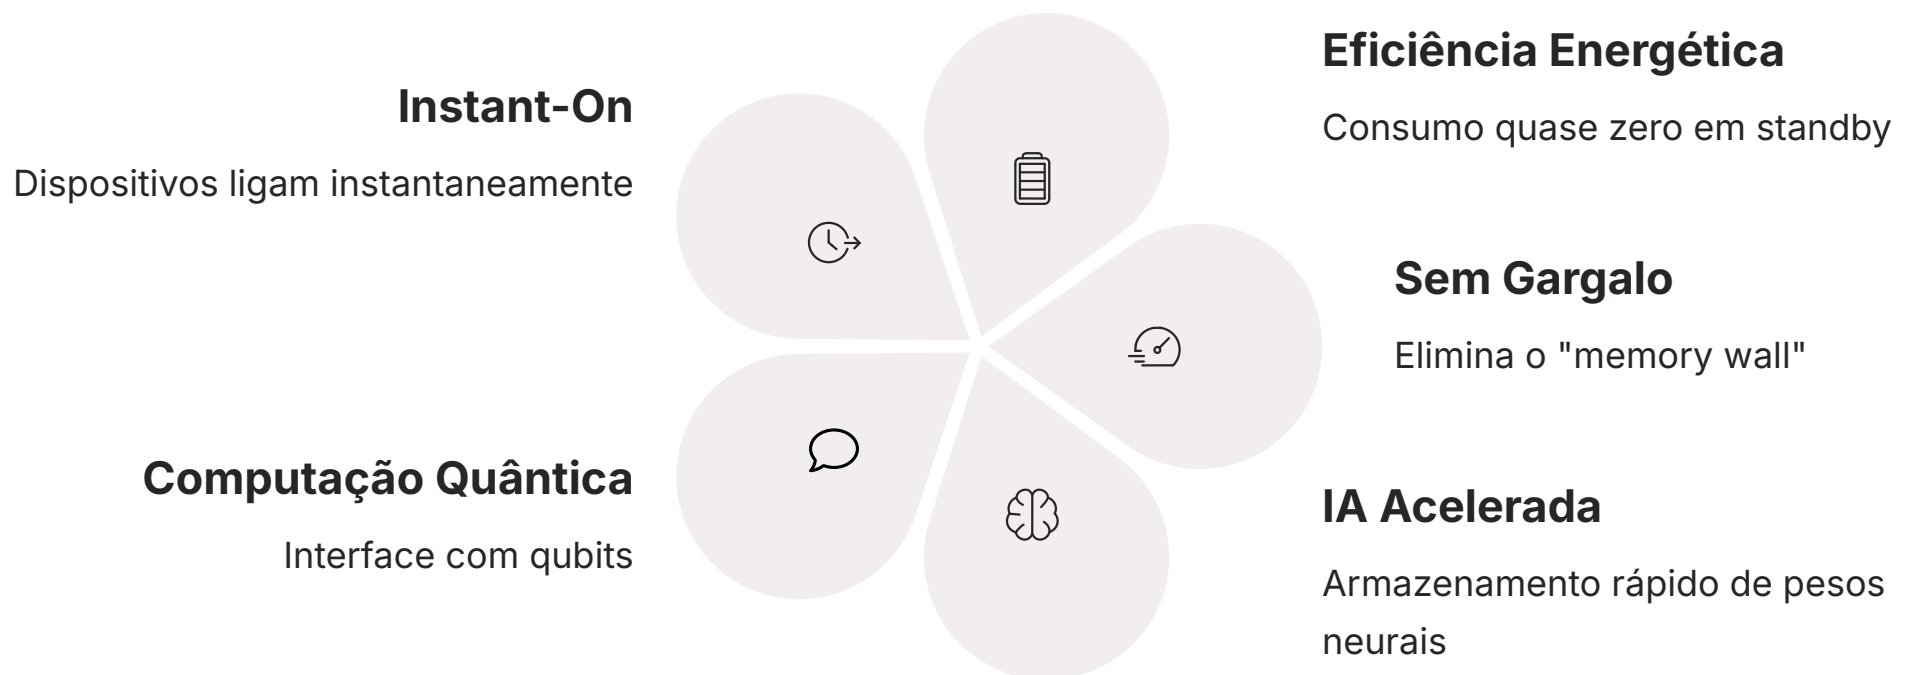 Instant-On
Dispositivos ligam instantaneamente
Eficiência Energética
Consumo quase zero em standby
Sem Gargalo
Elimina o "memory wall"
Computação Quântica
Interface com qubits
IA Acelerada
Armazenamento rápido de pesos
neurais